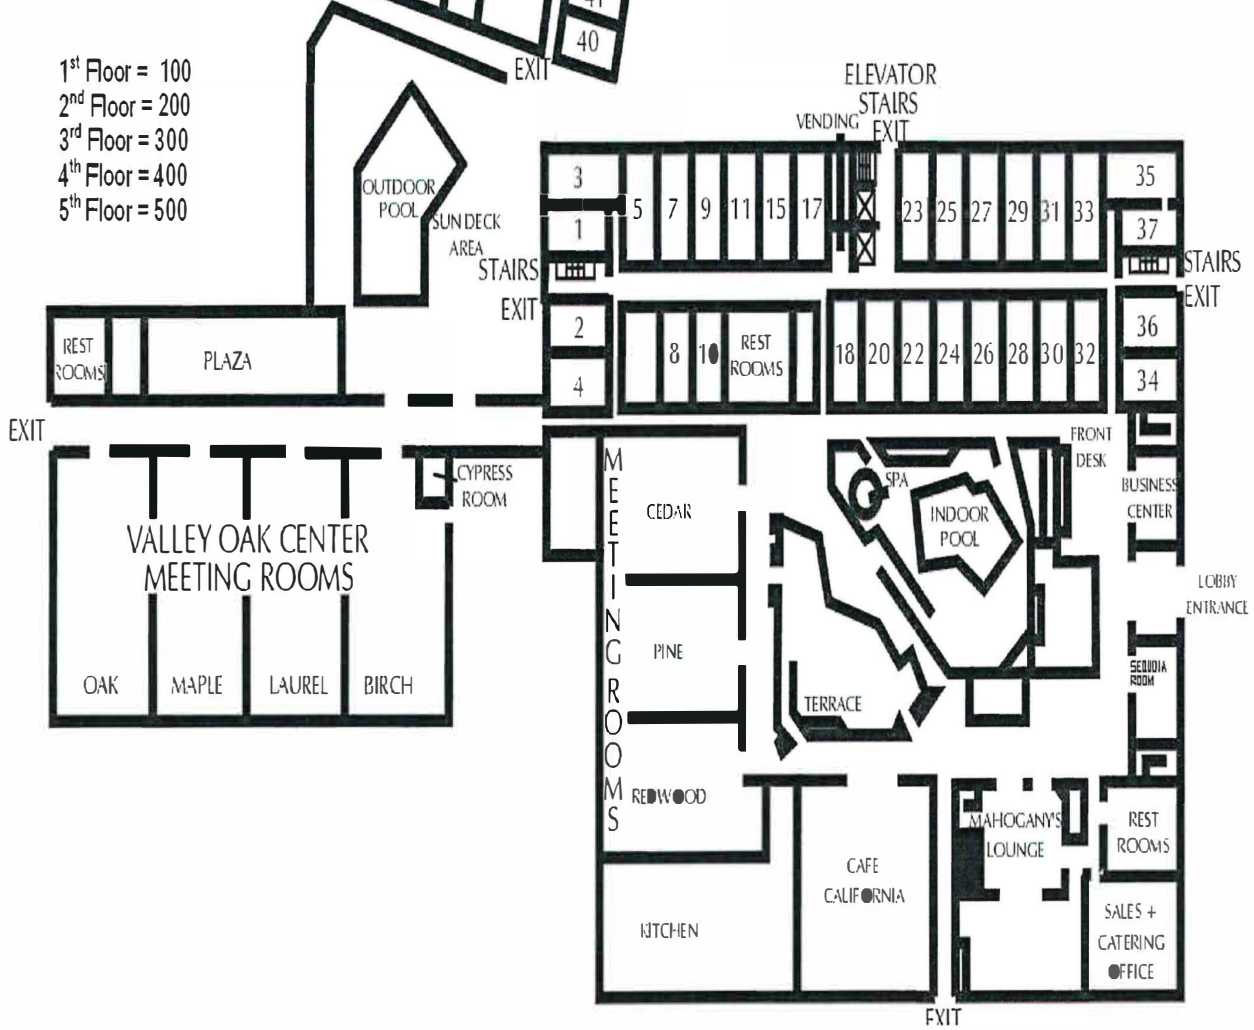 41
40
EXIT
1st Floor = 100
2nd Floor = 200
3rd Floor = 300
4th Floor = 400
5th Floor = 500
ELEVATOR
STAIRS
EXIT
VENDING
OUTDOOR
POOL
SUN DECK
AREA
3
1
5 7 9 11 15 17
23 25 27 29 31 33
35
37
STAIRS
EXIT
STAIRS
EXIT
2
4
8 10
REST
ROOMS
18 20 22 24 26 28 30 32
36
34
REST
ROOMS
PLAZA
EXIT
CYPRESS
ROOM
VALLEY OAK CENTER
MEETING ROOMS
OAK MAPLE LAUREL BIRCH
MEETING ROOMS
CEDAR
PINE
REDWOOD
KITCHEN
SPA
INDOOR
POOL
FRONT
DESK
BUSINESS
CENTER
LOBBY
ENTRANCE
SEQUOIA
ROOM
TERRACE
CAFE
CALIFORNIA
MAHOGANY'S
LOUNGE
REST
ROOMS
SALES +
CATERING
OFFICE
EXIT